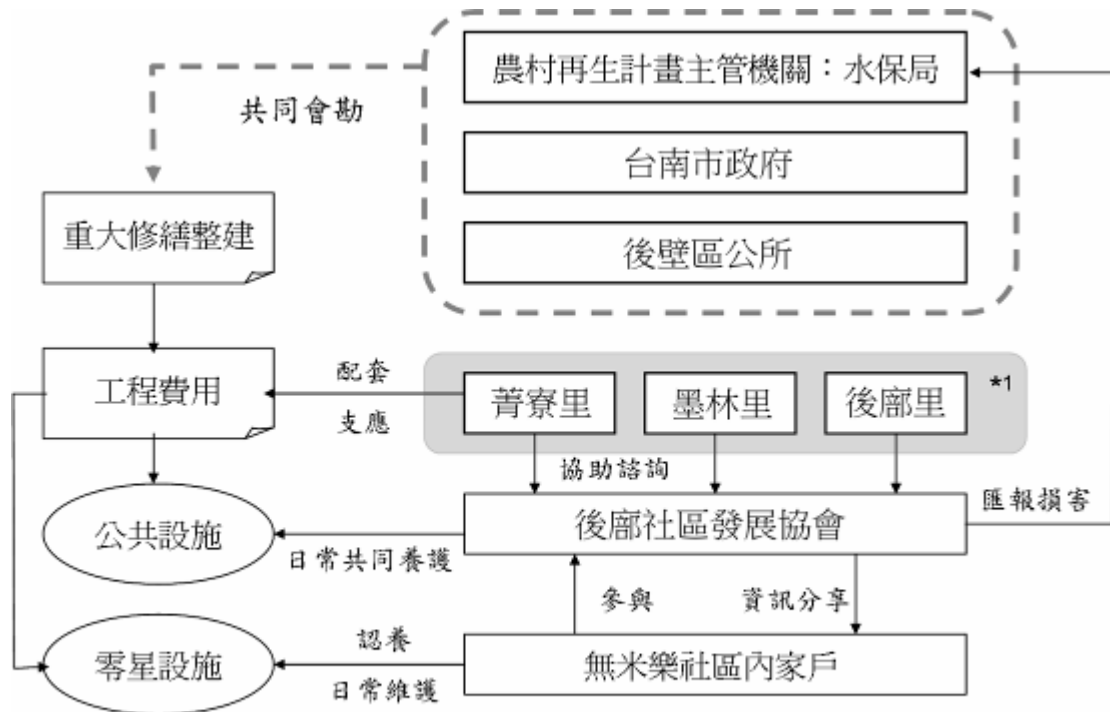 農村再生計畫主管機關：水保局
共同會勘
台南市政府
重大修繕整建
後壁區公所
配套
工程費用
支應
菁寮里
墨林里
後廍里
*1
協助諮詢
公共設施
後廍社區發展協會
匯報損害
日常共同養護
參與
資訊分享
認養
零星設施
無米樂社區內家戶
日常維護